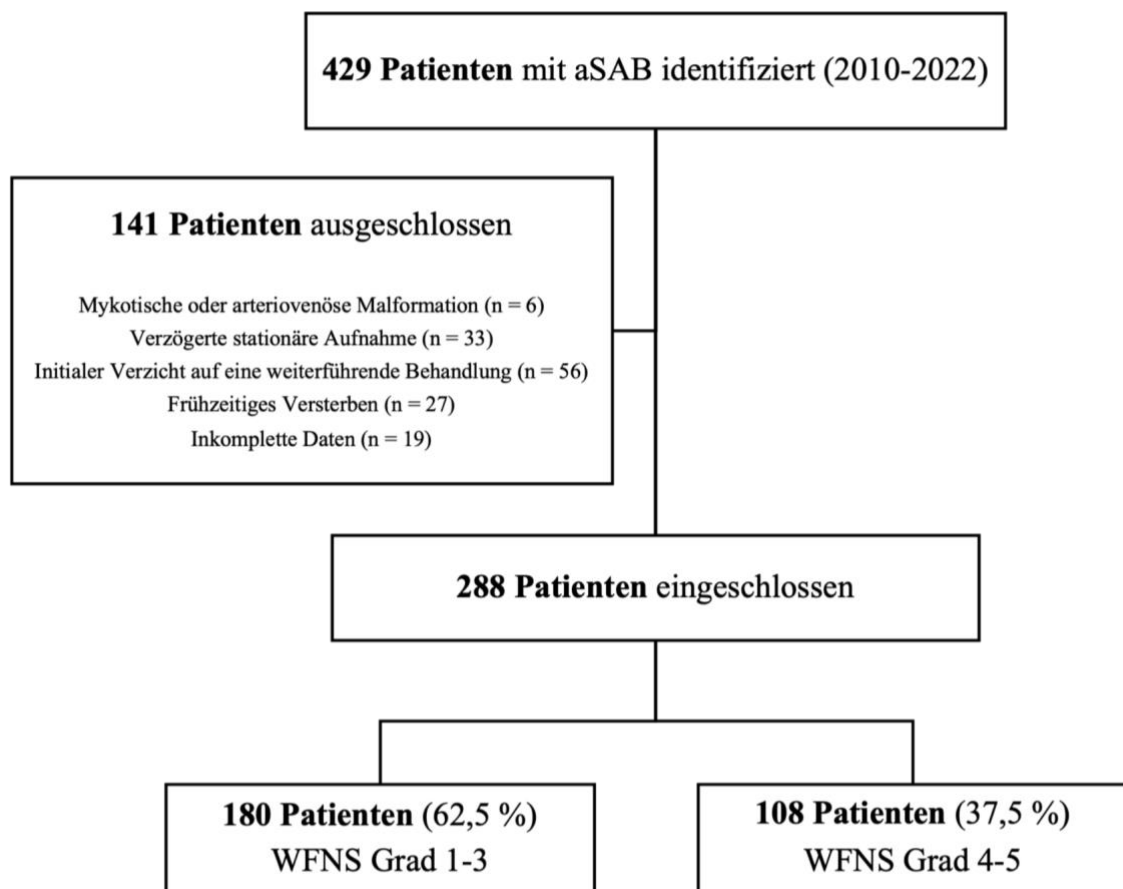 429 Patienten mit aSAB identifiziert (2010-2022)
141 Patienten ausgeschlossen
Mykotische oder arteriovenöse Malformation (n = 6)
Verzögerte stationäre Aufnahme (n = 33)
Initialer Verzicht auf eine weiterführende Behandlung (n = 56)
Frühzeitiges Versterben (n = 27)
Inkomplette Daten (n = 19)
288 Patienten eingeschlossen
180 Patienten (62,5 %)
WFNS Grad 1-3
108 Patienten (37,5 %)
WFNS Grad 4-5